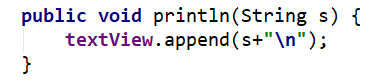 public void println(String s) {
    textView.append(s+"\n");
}